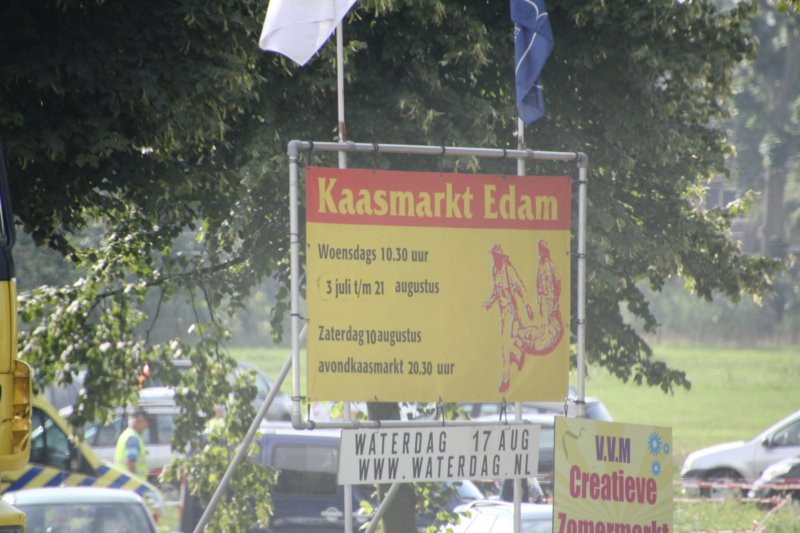 Kaasmarkt Edam
Woensdags 10.30 uur
3 juli t/m 21 augustus
Zaterdag 10 augustus
avondkaasmarkt 20.30 uur
WATERDAG 17 AUG
WWW.WATERDAG.NL
V.V.M
Creatieve
Zomermarkt